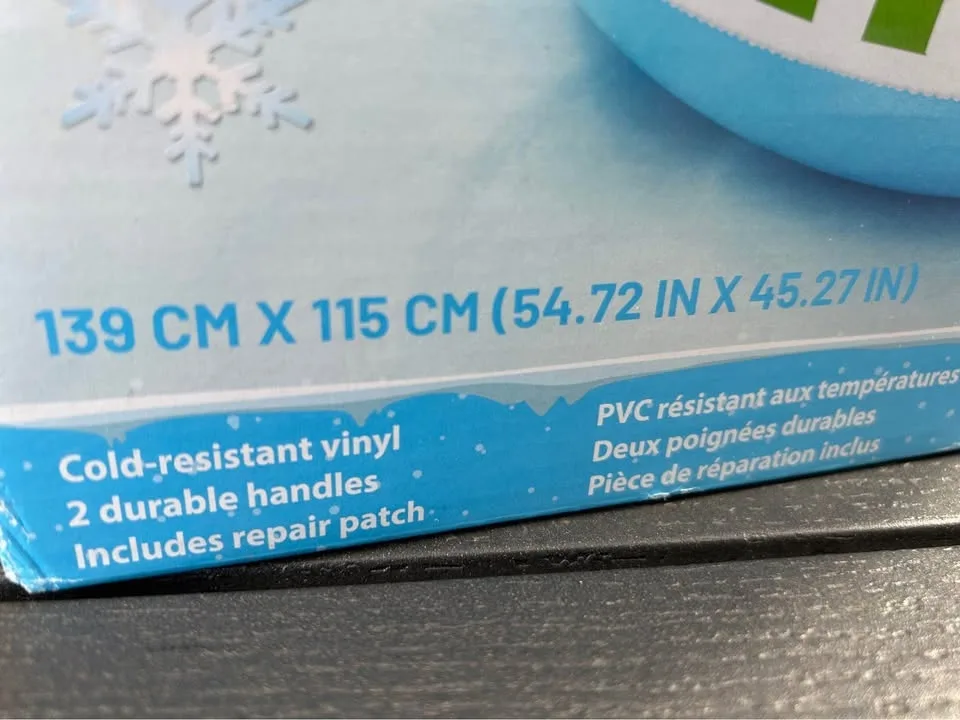 139 CM X 115 CM (54.72 IN X 45.27 IN)
Cold-resistant vinyl
2 durable handles
Includes repair patch
PVC résistant aux températures
Deux poignées durables
Pièce de réparation inclus